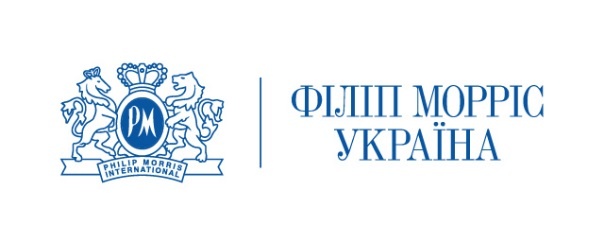 PM
PHILIP MORRIS
INTERNATIONAL
ФІЛІП МОРРІС
УКРАЇНА